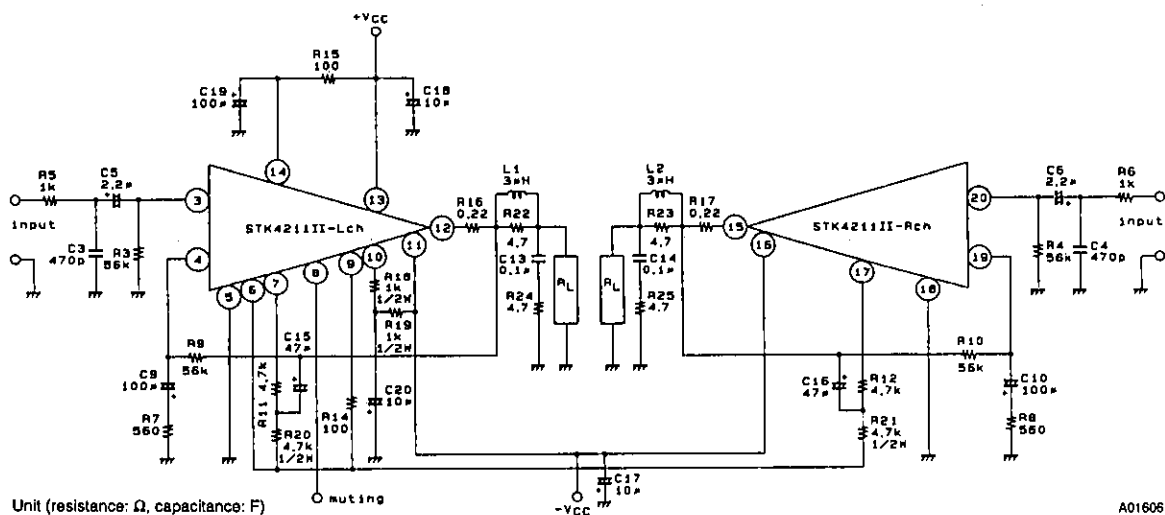 +VCC
R15
100
C19
100µ
+
C18
10µ
+
14
13
R5
1k
C5
2.2µ
+
3
input
C3
470p
R3
56k
STK4211II-Lch
4
5
6
7
8
9
10
11
12
R16
0.22
L1
3µH
R22
4.7
C13
0.1µ
R24
4.7
RL
R18
1k
1/2W
R19
1k
1/2W
C15
47µ
+
R9
56k
C9
100µ
+
R7
560
R11 4.7k
R20
4.7k
1/2W
R14
100
C20
10µ
+
muting
-VCC
C17
10µ
+
L2
3µH
R23
4.7
R17
0.22
C14
0.1µ
R25
4.7
RL
15
16
17
18
19
20
STK4211II-Rch
C6
2.2µ
+
R6
1k
input
R4
56k
C4
470p
R10
56k
C16
47µ
+
R12
4.7k
R21
4.7k
1/2W
C10
100µ
+
R8
560
Unit (resistance: Ω, capacitance: F)
A01606